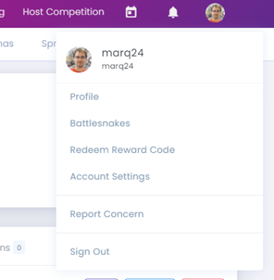 g Host Competition
nas Spr
marq24
marq24
Profile
Battlesnakes
Redeem Reward Code
Account Settings
Report Concern
ns 0
Sign Out